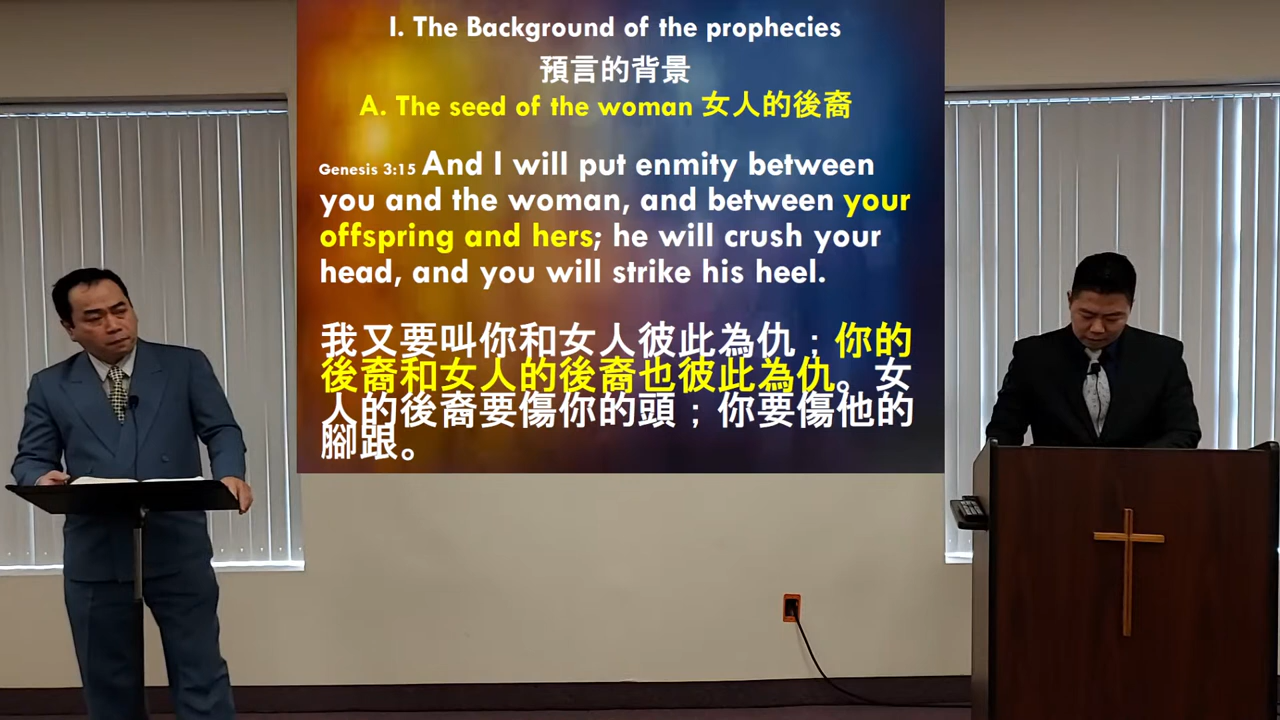 I. The Background of the prophecies
預言的背景
A. The seed of the woman 女人的後裔
Genesis 3:15 And I will put enmity between
you and the woman, and between your
offspring and hers; he will crush your
head, and you will strike his heel.
我又要叫你和女人彼此為仇；你的
後裔和女人的後裔也彼此為仇。女
人的後裔要傷你的頭；你要傷他的
腳跟。